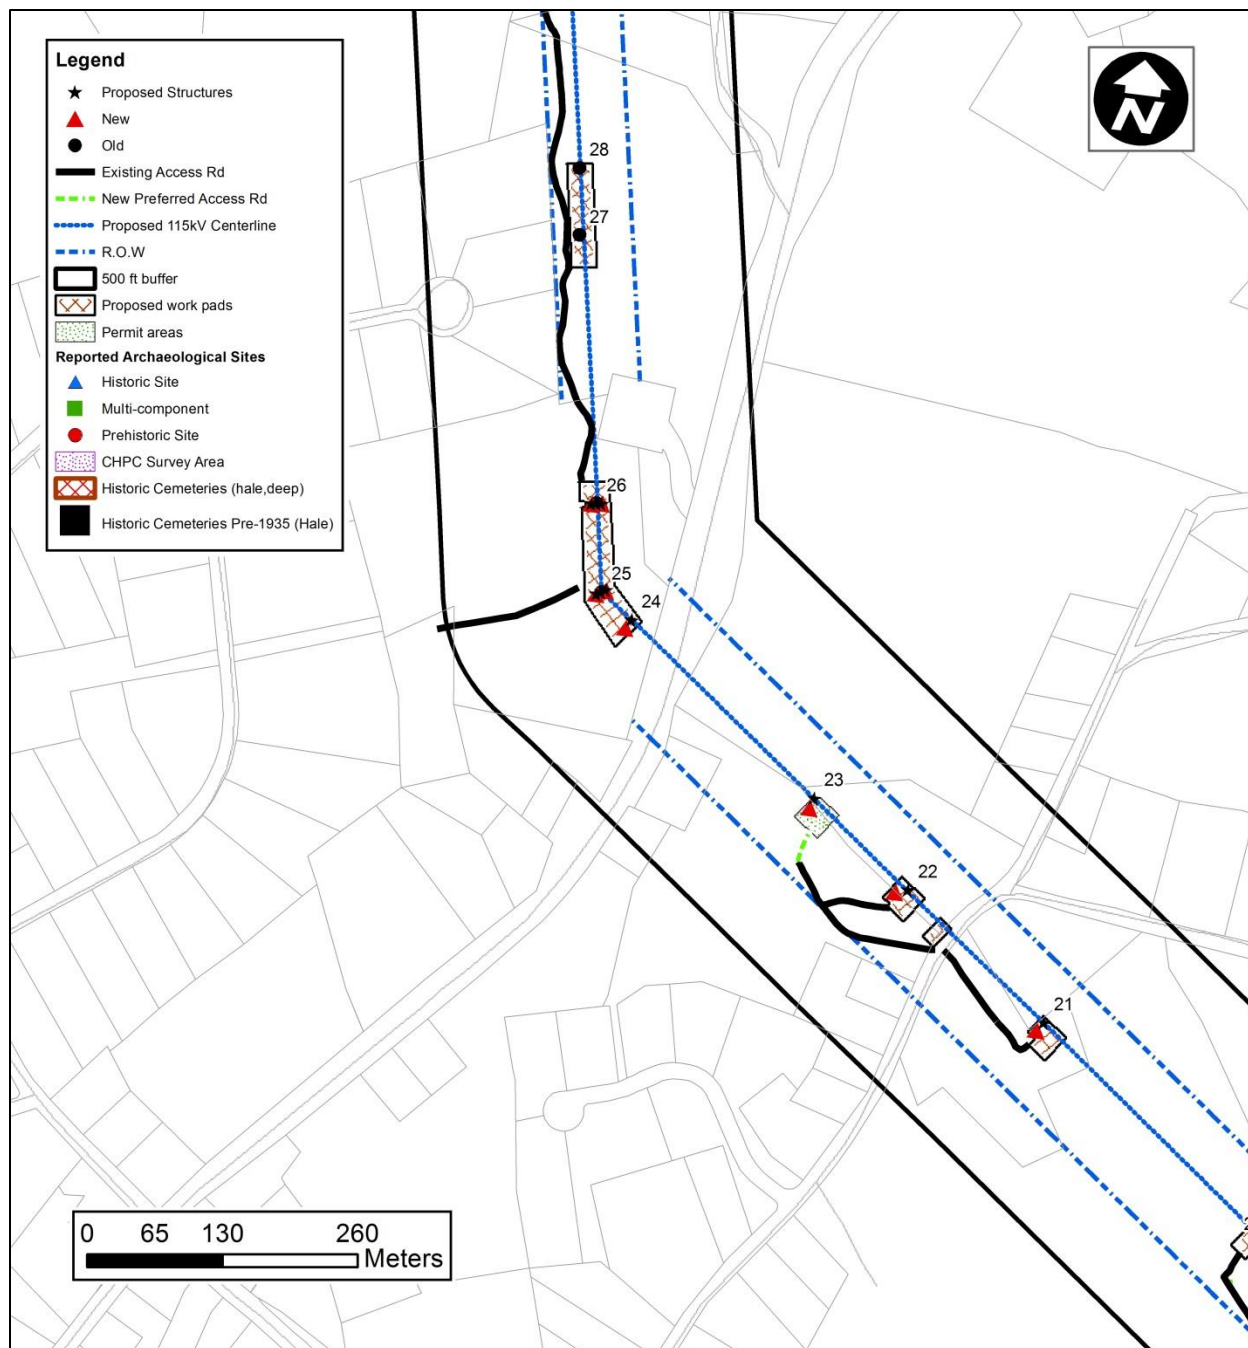 Legend
Proposed Structures
New
Old
Existing Access Rd
New Preferred Access Rd
Proposed 115kV Centerline
R.O.W
500 ft buffer
Proposed work pads
Permit areas
Reported Archaeological Sites
Historic Site
Multi-component
Prehistoric Site
CHPC Survey Area
Historic Cemeteries (hale,deep)
Historic Cemeteries Pre-1935 (Hale)
N
28
27
26
25
24
23
22
21
0 65 130 260
Meters